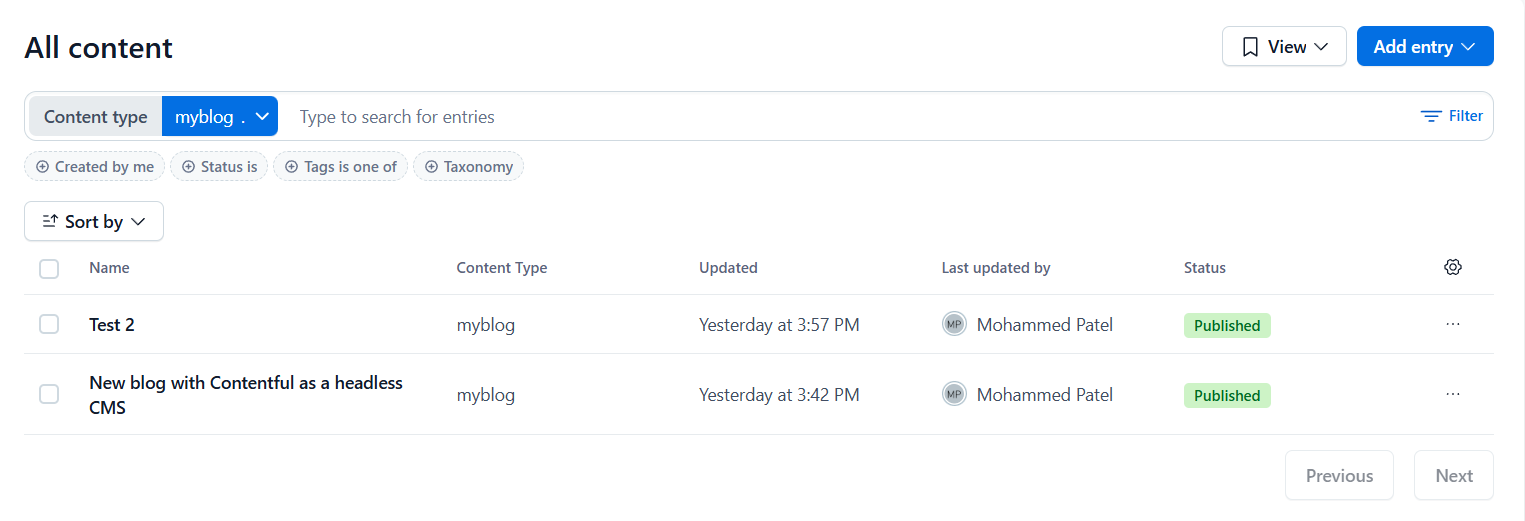 All content
View
Add entry
Content type myblog . Type to search for entries Filter
Created by me Status is Tags is one of Taxonomy
Sort by
Name Content Type Updated Last updated by Status
Test 2 myblog Yesterday at 3:57 PM MP Mohammed Patel Published ...
New blog with Contentful as a headless
CMS
myblog Yesterday at 3:42 PM MP Mohammed Patel Published ...
Previous Next